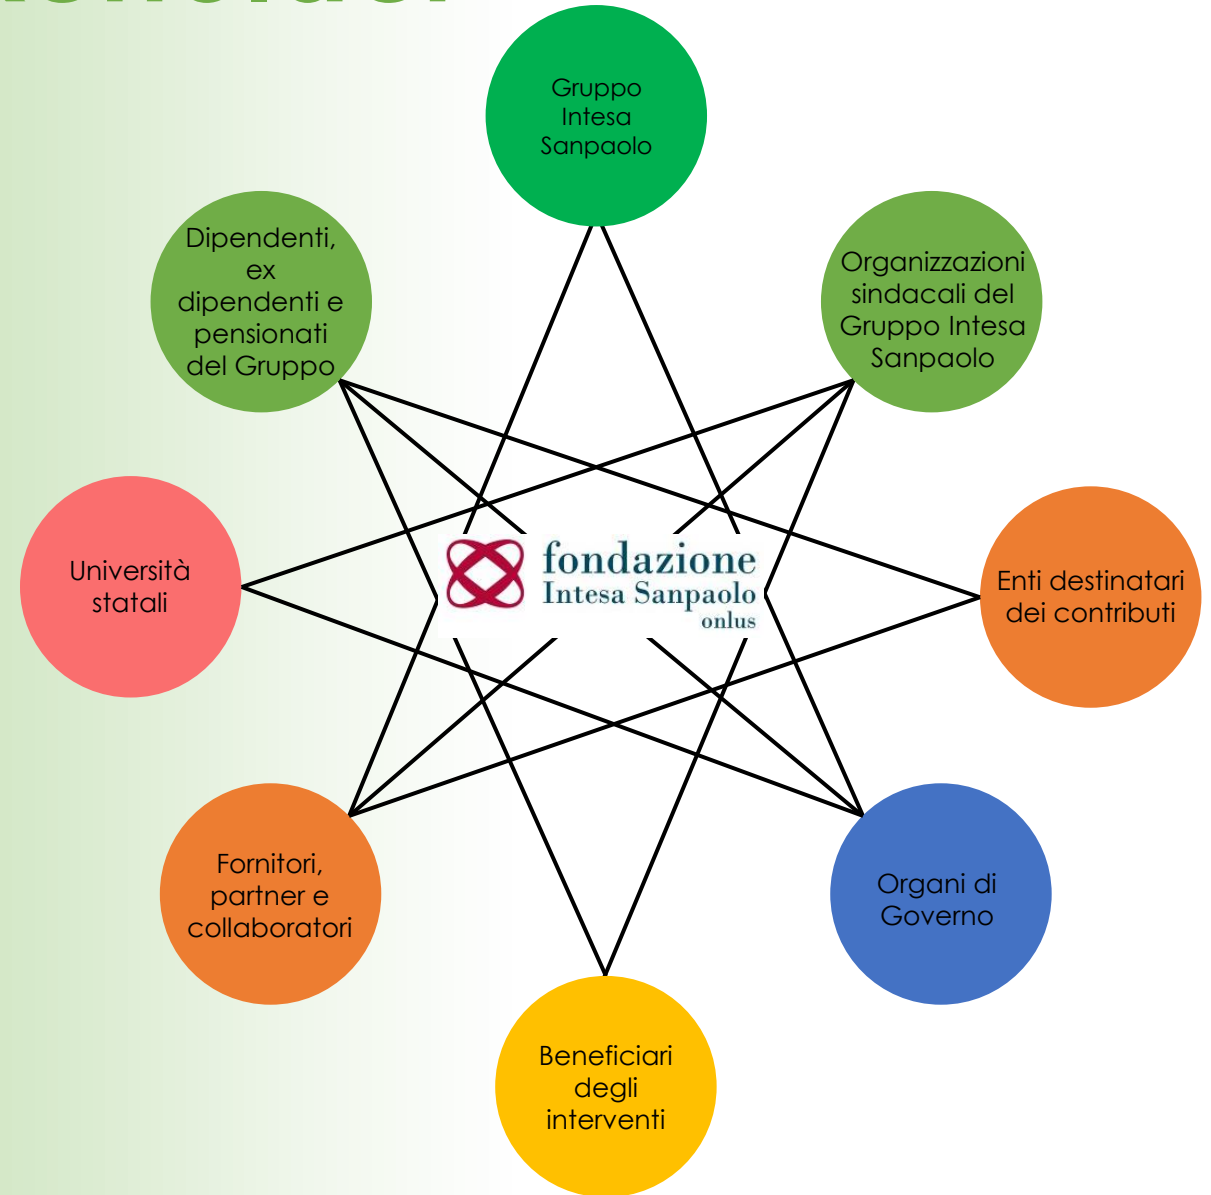 Gruppo
Intesa
Sanpaolo
Dipendenti,
ex
dipendenti e
pensionati
del Gruppo
Organizzazioni
sindacali del
Gruppo Intesa
Sanpaolo
Università
statali
fondazione
Intesa Sanpaolo
onlus
Enti destinatari
dei contributi
Fornitori,
partner e
collaboratori
Organi di
Governo
Beneficiari
degli
interventi